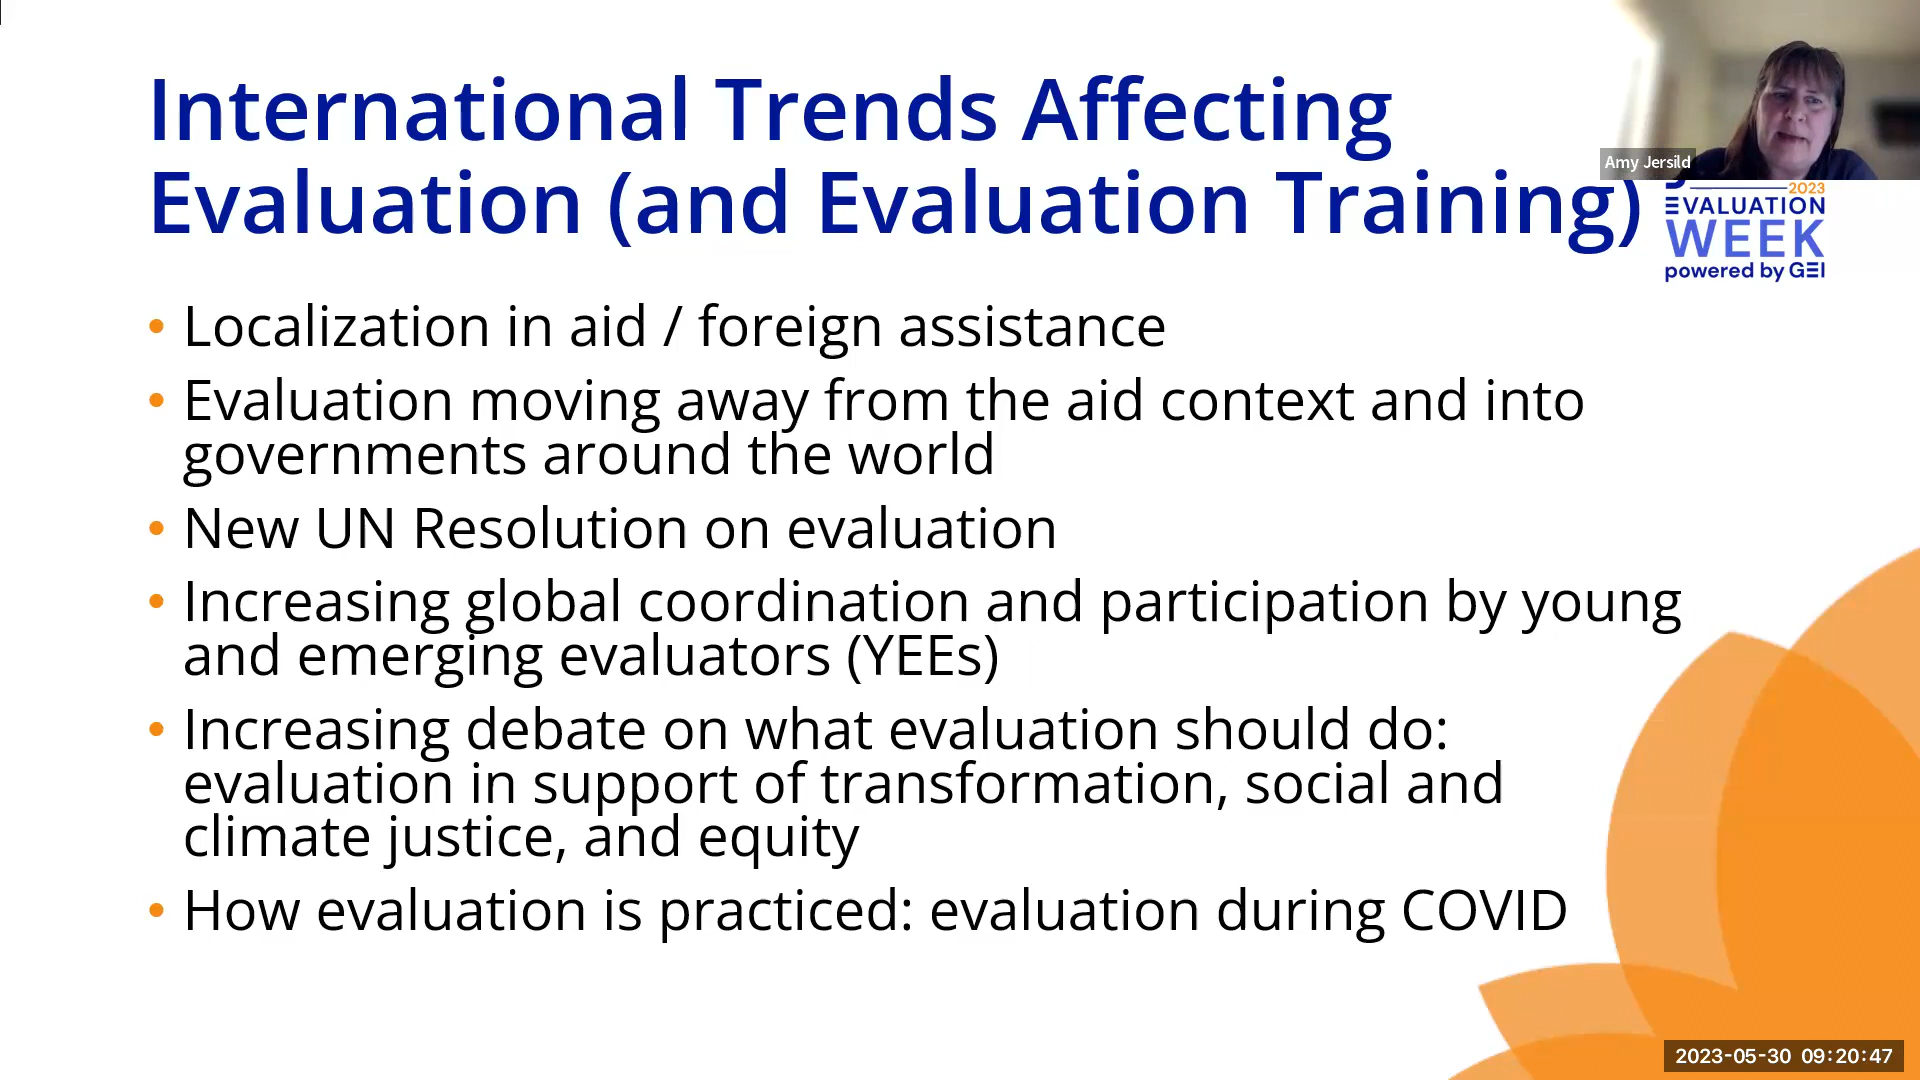 International Trends Affecting
Evaluation (and Evaluation Training)
Amy Jersild
2023
EVALUATION
WEEK
powered by GEI
• Localization in aid / foreign assistance
• Evaluation moving away from the aid context and into
governments around the world
• New UN Resolution on evaluation
• Increasing global coordination and participation by young
and emerging evaluators (YEEs)
• Increasing debate on what evaluation should do:
evaluation in support of transformation, social and
climate justice, and equity
• How evaluation is practiced: evaluation during COVID
2023-05-30 09:20:47